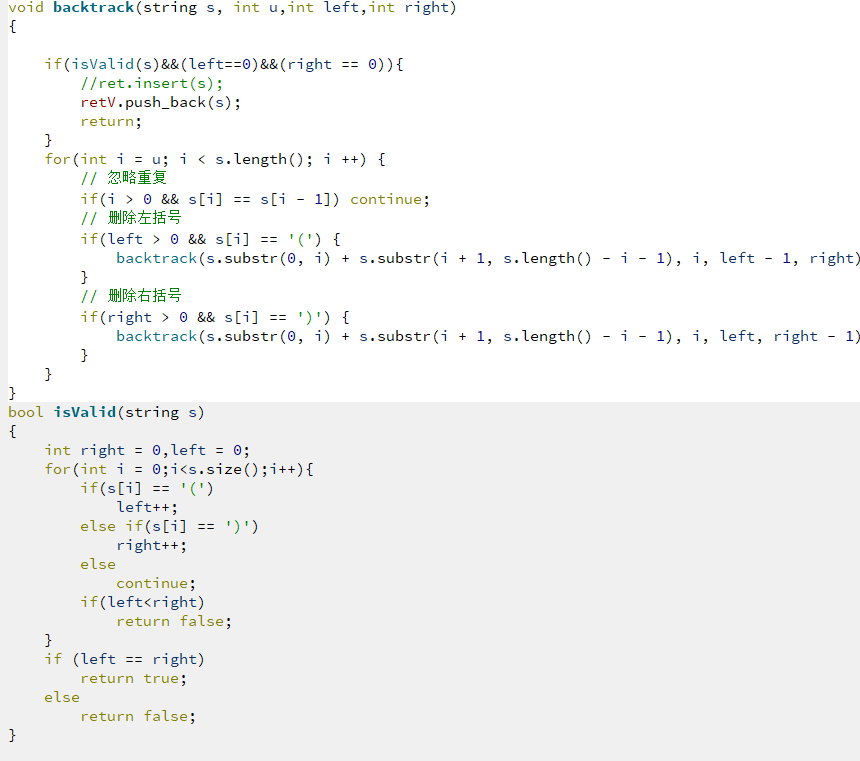 void backtrack(string s, int u,int left,int right)
{
    if(isValid(s)&&(left==0)&&(right == 0)){
        //ret.insert(s);
        retV.push_back(s);
        return;
    }
    for(int i = u; i < s.length(); i ++) {
        // 忽略重复
        if(i > 0 && s[i] == s[i - 1]) continue;
        // 删除左括号
        if(left > 0 && s[i] == '(') {
            backtrack(s.substr(0, i) + s.substr(i + 1, s.length() - i - 1), i, left - 1, right)
        }
        // 删除右括号
        if(right > 0 && s[i] == ')') {
            backtrack(s.substr(0, i) + s.substr(i + 1, s.length() - i - 1), i, left, right - 1)
        }
    }
}
bool isValid(string s)
{
    int right = 0,left = 0;
    for(int i = 0;i<s.size();i++){
        if(s[i] == '(')
            left++;
        else if(s[i] == ')')
            right++;
        else
            continue;
        if(left<right)
            return false;
    }
    if (left == right)
        return true;
    else
        return false;
}